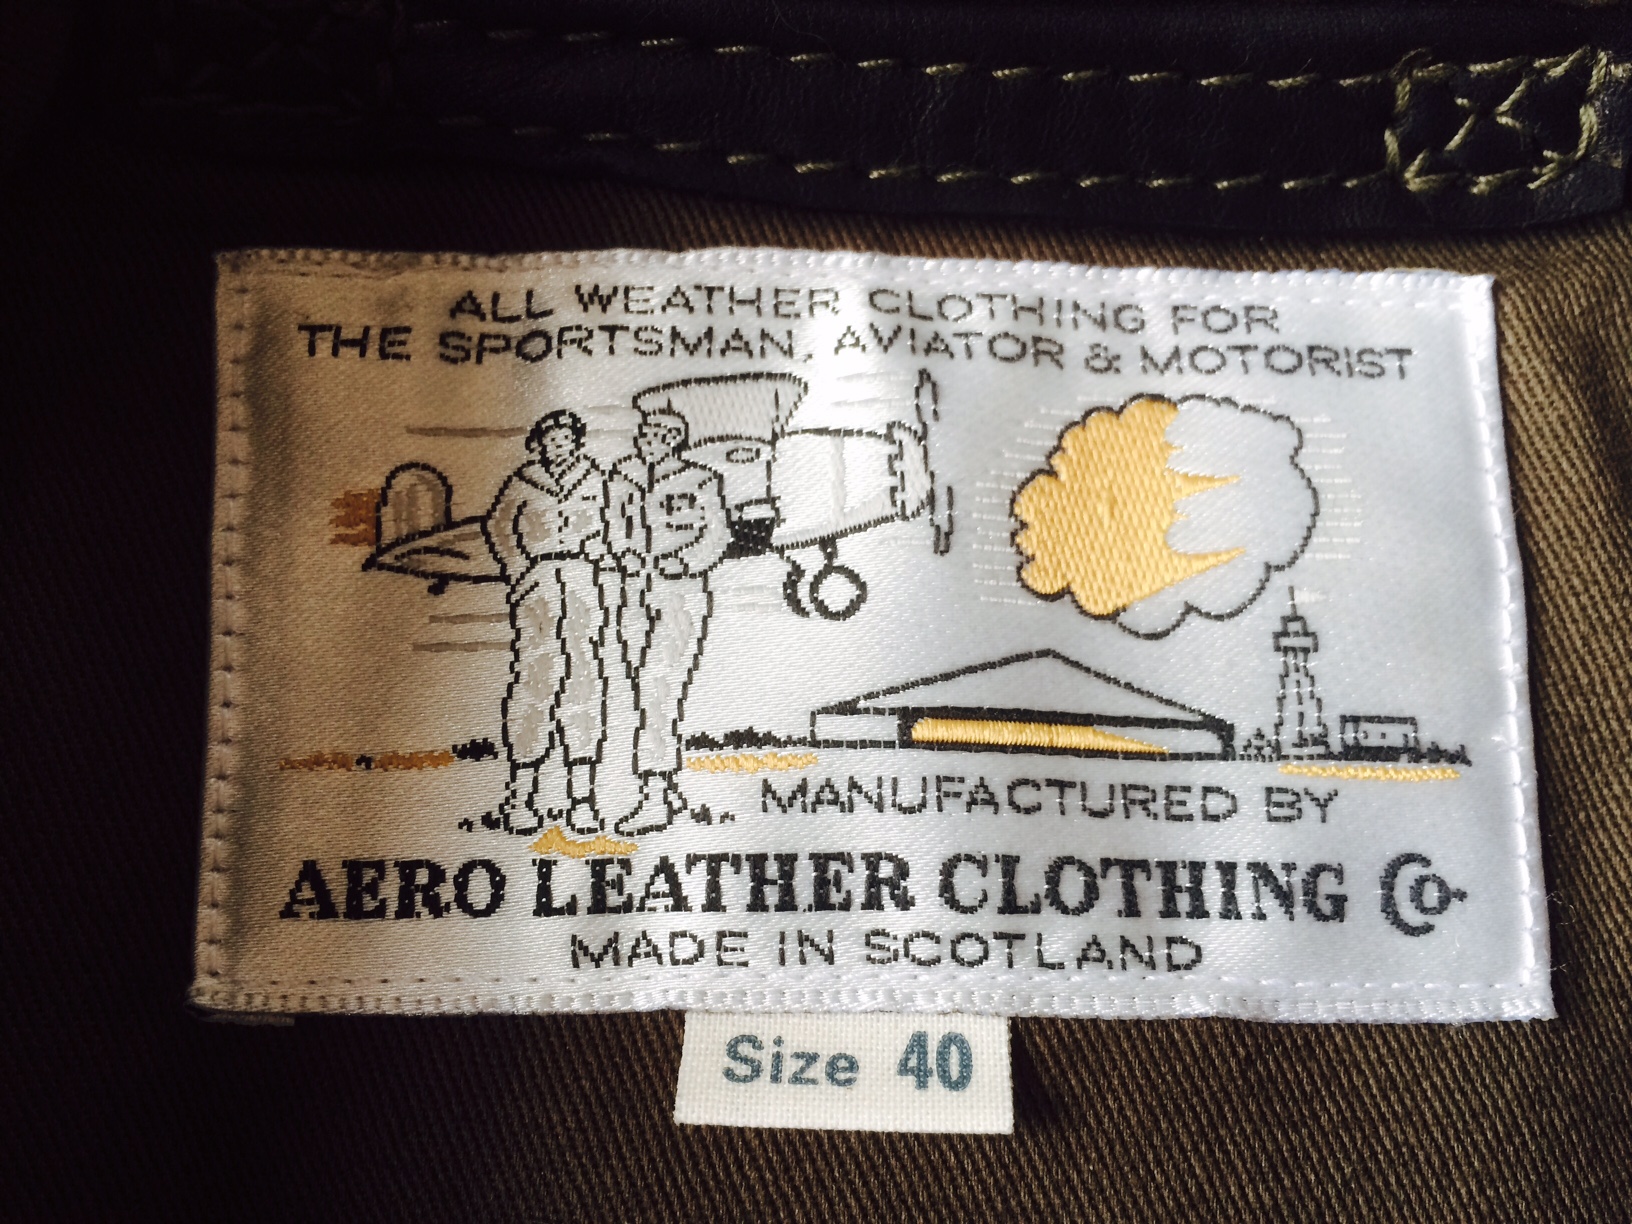 ALL WEATHER CLOTHING FOR
THE SPORTSMAN, AVIATOR & MOTORIST
MANUFACTURED BY
AERO LEATHER CLOTHING Co.
MADE IN SCOTLAND
Size 40